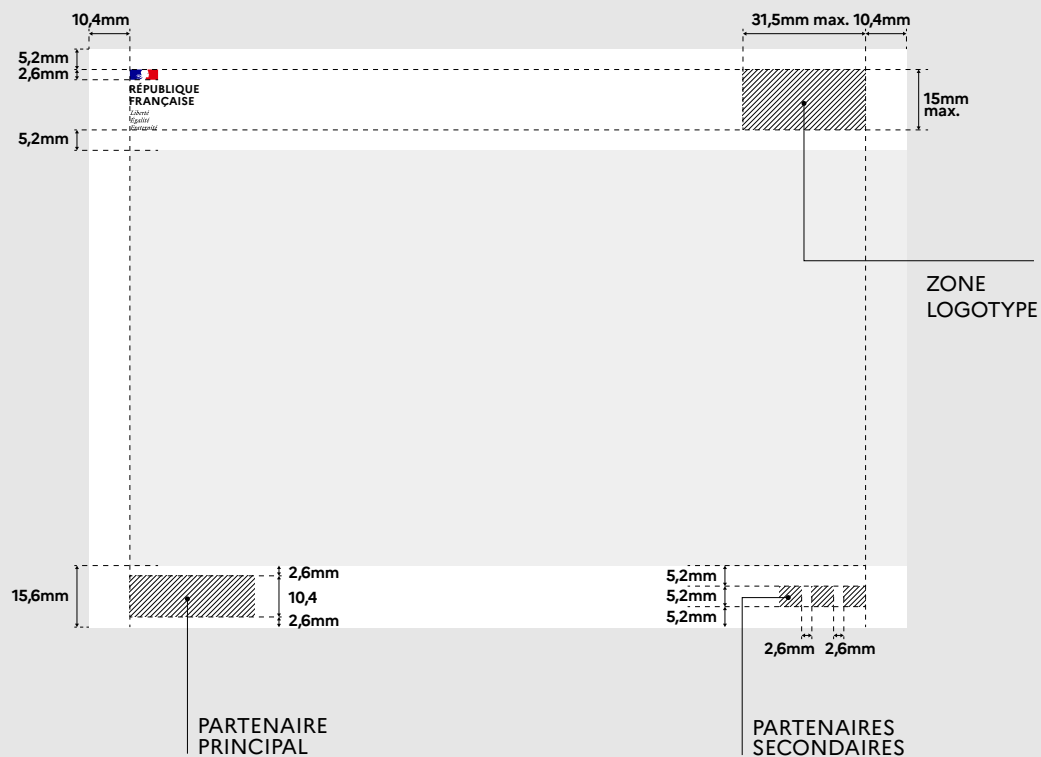 10,4mm
31,5mm max. 10,4mm
5,2mm
2,6mm
RÉPUBLIQUE
FRANÇAISE
Liberté
Égalité
Fraternité
15mm
max.
5,2mm
ZONE
LOGOTYPE
15,6mm
2,6mm
10,4
2,6mm
5,2mm
5,2mm
5,2mm
2,6mm
2,6mm
PARTENAIRE
PRINCIPAL
PARTENAIRES
SECONDAIRES